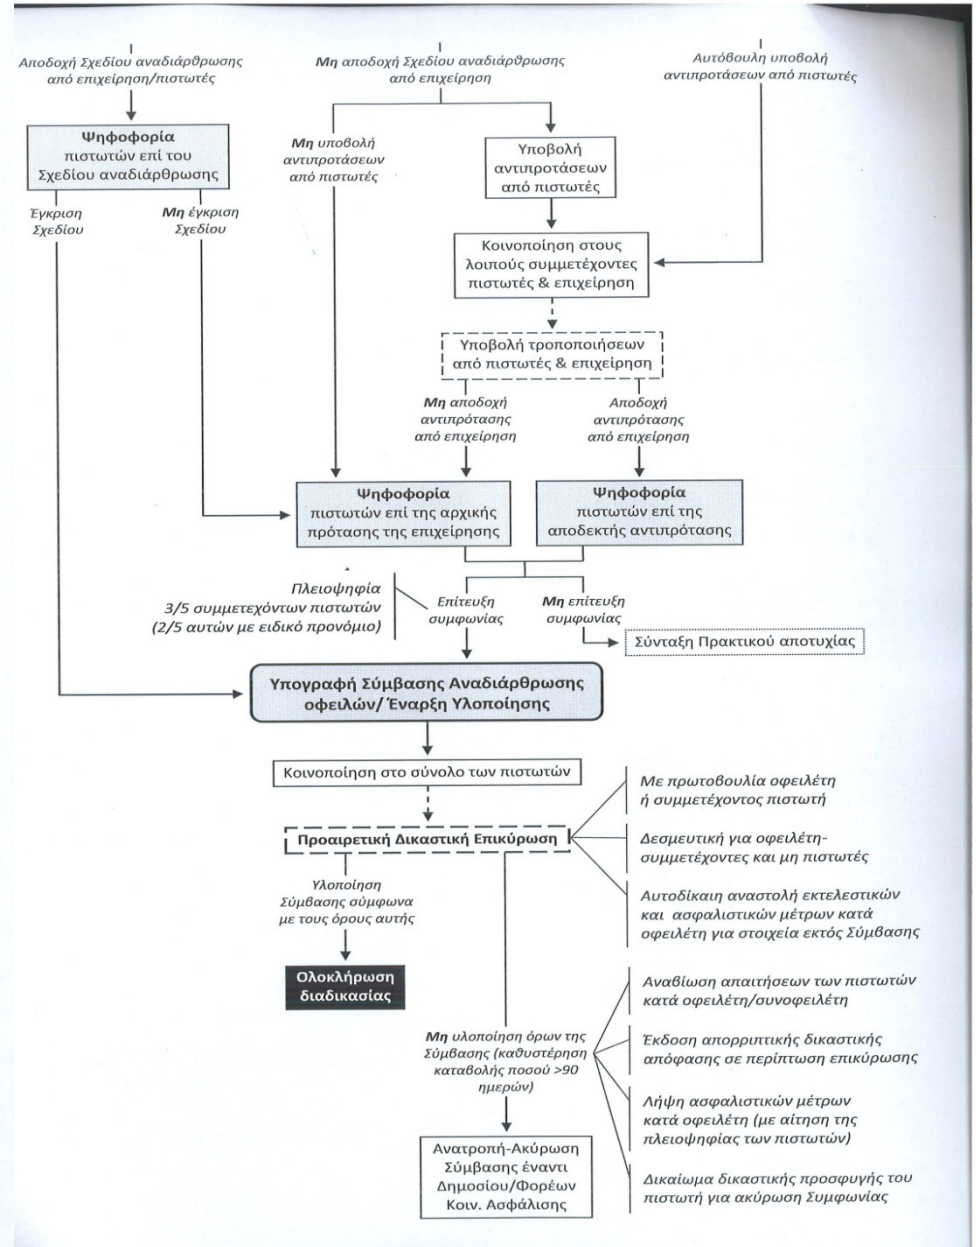 Αποδοχή Σχεδίου αναδιάρθρωσης
από επιχείρηση/πιστωτές
Μη αποδοχή Σχεδίου αναδιάρθρωσης
από επιχείρηση
Αυτόβουλη υποβολή
αντιπροτάσεων από πιστωτές
Ψηφοφορία
πιστωτών επί του
Σχεδίου αναδιάρθρωσης
Μη υποβολή
αντιπροτάσεων
από πιστωτές
Υποβολή
αντιπροτάσεων
από πιστωτές
Έγκριση
Σχεδίου
Μη έγκριση
Σχεδίου
Κοινοποίηση στους
λοιπούς συμμετέχοντες
πιστωτές & επιχείρηση
Υποβολή τροποποιήσεων
από πιστωτές & επιχείρηση
Μη αποδοχή
αντιπρότασης
από επιχείρηση
Αποδοχή
αντιπρότασης
από επιχείρηση
Ψηφοφορία
πιστωτών επί της αρχικής
πρότασης της επιχείρησης
Ψηφοφορία
πιστωτών επί της
αποδεκτής αντιπρότασης
Πλειοψηφία
3/5 συμμετεχόντων πιστωτών
(2/5 αυτών με ειδικό προνόμιο)
Επίτευξη
συμφωνίας
Μη επίτευξη
συμφωνίας
Σύνταξη Πρακτικού αποτυχίας
Υπογραφή Σύμβασης Αναδιάρθρωσης
οφειλών/ Έναρξη Υλοποίησης
Κοινοποίηση στο σύνολο των πιστωτών
Προαιρετική Δικαστική Επικύρωση
Με πρωτοβουλία οφειλέτη
ή συμμετέχοντος πιστωτή
Δεσμευτική για οφειλέτη-
συμμετέχοντες και μη πιστωτές
Αυτοδίκαιη αναστολή εκτελεστικών
και ασφαλιστικών μέτρων κατά
οφειλέτη για στοιχεία εκτός Σύμβασης
Υλοποίηση
Σύμβασης σύμφωνα
με τους όρους αυτής
Ολοκλήρωση
διαδικασίας
Μη υλοποίηση όρων της
Σύμβασης (καθυστέρηση
καταβολής ποσού >90
ημερών)
Αναβίωση απαιτήσεων των πιστωτών
κατά οφειλέτη/συνοφειλέτη
Έκδοση απορριπτικής δικαστικής
απόφασης σε περίπτωση επικύρωσης
Λήψη ασφαλιστικών μέτρων
κατά οφειλέτη (με αίτηση της
πλειοψηφίας των πιστωτών)
Δικαίωμα δικαστικής προσφυγής του
πιστωτή για ακύρωση Συμφωνίας
Ανατροπή-Ακύρωση
Σύμβασης έναντι
Δημοσίου/Φορέων
Κοιν. Ασφάλισης